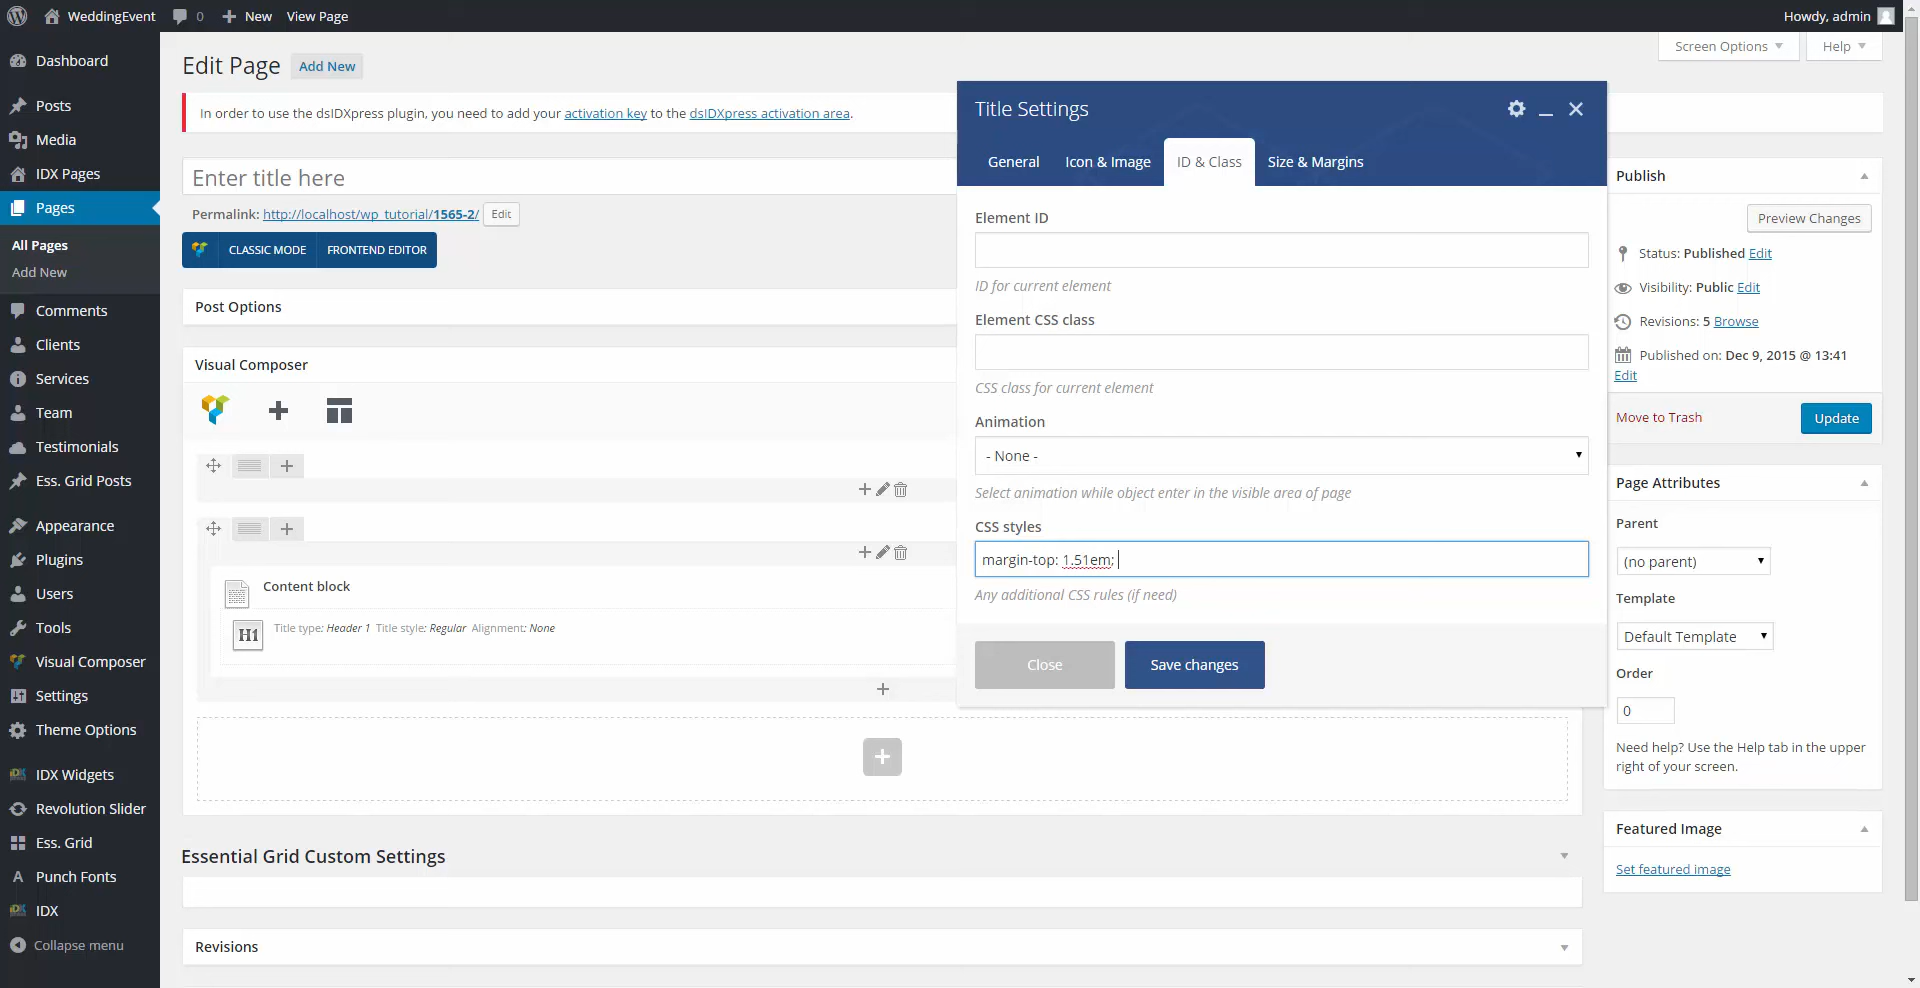 WeddingEvent
0
New
View Page
Howdy, admin
Dashboard
Posts
Media
IDX Pages
Pages
All Pages
Add New
Comments
Clients
Services
Team
Testimonials
Ess. Grid Posts
Appearance
Plugins
Users
Tools
Visual Composer
Settings
Theme Options
IDX Widgets
Revolution Slider
Ess. Grid
Punch Fonts
IDX
Collapse menu
Screen Options
Help
Edit Page
Add New
In order to use the dsIDXpress plugin, you need to add your activation key to the dsIDXpress activation area.
Enter title here
Permalink: http://localhost/wp_tutorial/1565-2/
Edit
CLASSIC MODE
FRONTEND EDITOR
Post Options
Visual Composer
Content block
H1
Title type: Header 1 Title style: Regular Alignment: None
Essential Grid Custom Settings
Revisions
Title Settings
General
Icon & Image
ID & Class
Size & Margins
Element ID
ID for current element
Element CSS class
CSS class for current element
Animation
- None -
Select animation while object enter in the visible area of page
CSS styles
margin-top: 1.51em;
Any additional CSS rules (if need)
Close
Save changes
Publish
Preview Changes
Status: Published Edit
Visibility: Public Edit
Revisions: 5 Browse
Published on: Dec 9, 2015 @ 13:41
Edit
Move to Trash
Update
Page Attributes
Parent
(no parent)
Template
Default Template
Order
0
Need help? Use the Help tab in the upper
right of your screen.
Featured Image
Set featured image